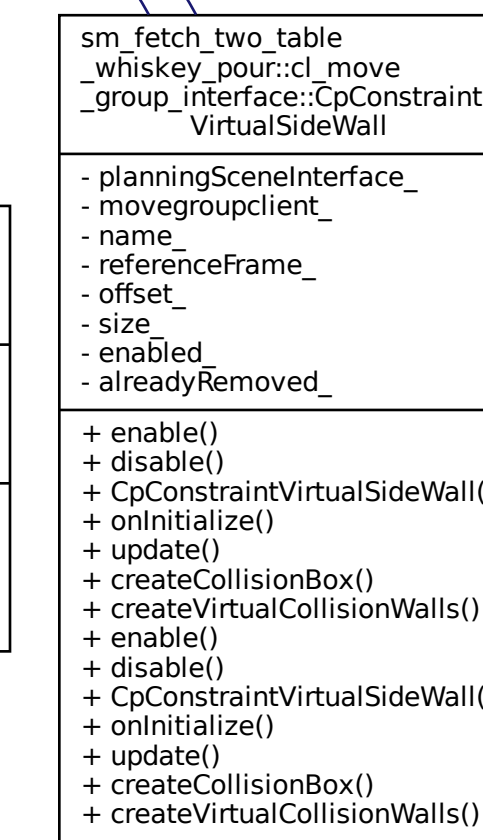 sm_fetch_two_table
_whiskey_pour::cl_move
_group_interface::CpConstraint
VirtualSideWall
- planningSceneInterface_
- movegroupclient_
- name_
- referenceFrame_
- offset_
- size_
- enabled_
- alreadyRemoved_
+ enable()
+ disable()
+ CpConstraintVirtualSideWall(
+ onInitialize()
+ update()
+ createCollisionBox()
+ createVirtualCollisionWalls()
+ enable()
+ disable()
+ CpConstraintVirtualSideWall(
+ onInitialize()
+ update()
+ createCollisionBox()
+ createVirtualCollisionWalls()